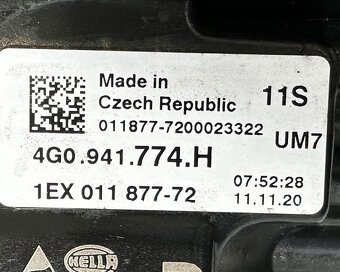 Made in
Czech Republic
11S
011877-7200023322
UM7
4G0.941.774.H
1EX 011 877-72
07:52:28
11.11.20
HELLA